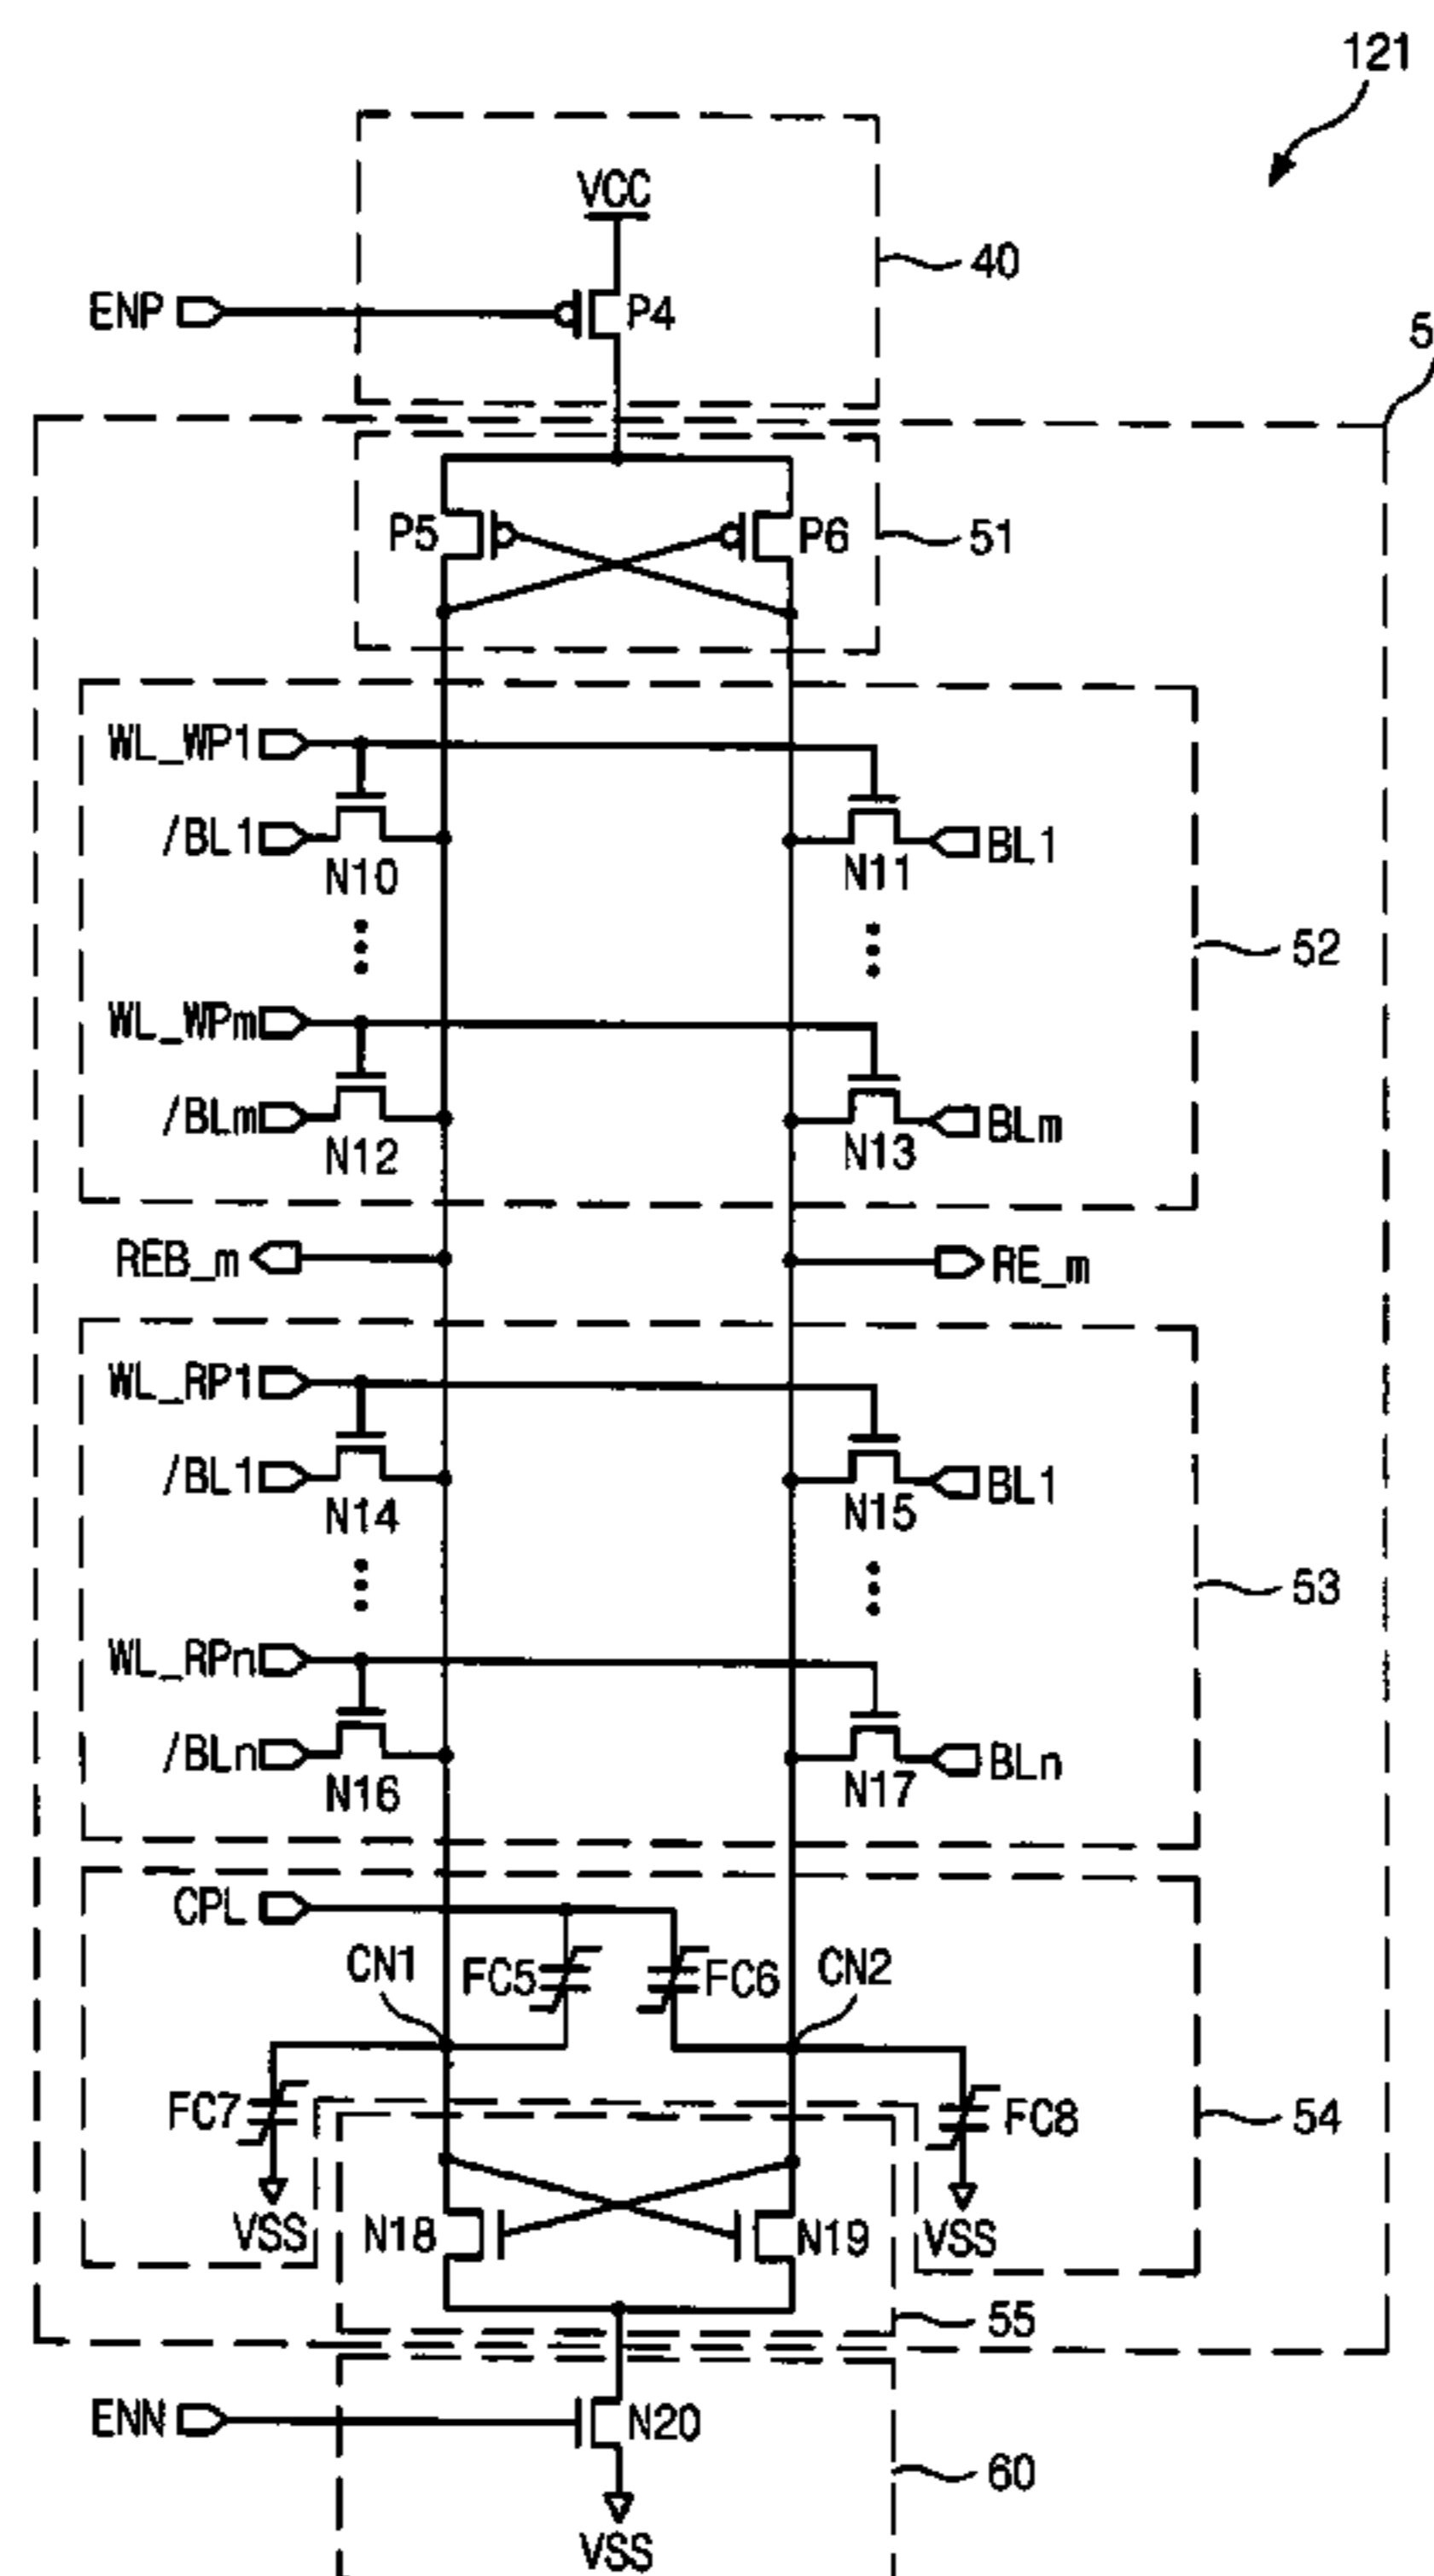 121
VCC
40
ENP
P4
5
P5
P6
51
WL_WP1
/BL1
BL1
N10
N11
52
WL_WPm
/BLm
BLm
N12
N13
REB_m
RE_m
WL_RP1
/BL1
BL1
N14
N15
53
WL_RPn
/BLn
BLn
N16
N17
CPL
CN1
FC5
FC6
CN2
FC7
FC8
54
VSS
N18
N19
VSS
55
ENN
N20
60
VSS